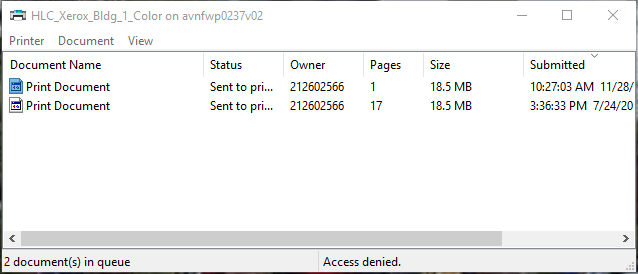 HLC_Xerox_Bldg_1_Color on avnfwp0237v02
Printer Document View
Document Name Status Owner Pages Size Submitted
Print Document Sent to pri... 212602566 1 18.5 MB 10:27:03 AM 11/28/
Print Document Sent to pri... 212602566 17 18.5 MB 3:36:33 PM 7/24/20
2 document(s) in queue Access denied.